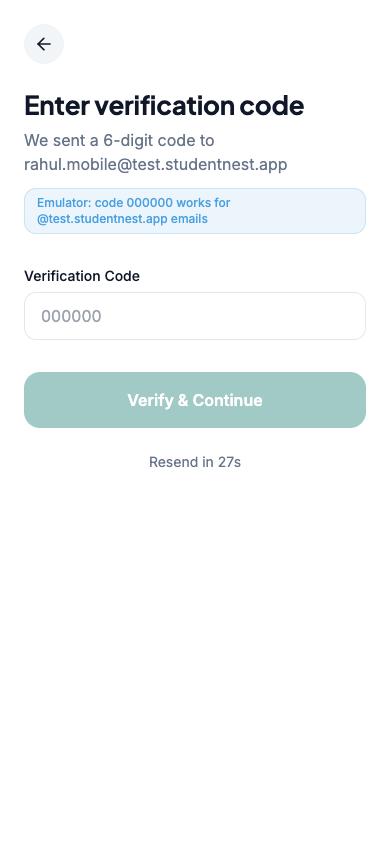 Enter verification code
We sent a 6-digit code to
rahul.mobile@test.studentnest.app
Emulator: code 000000 works for
@test.studentnest.app emails
Verification Code
000000
Verify & Continue
Resend in 27s